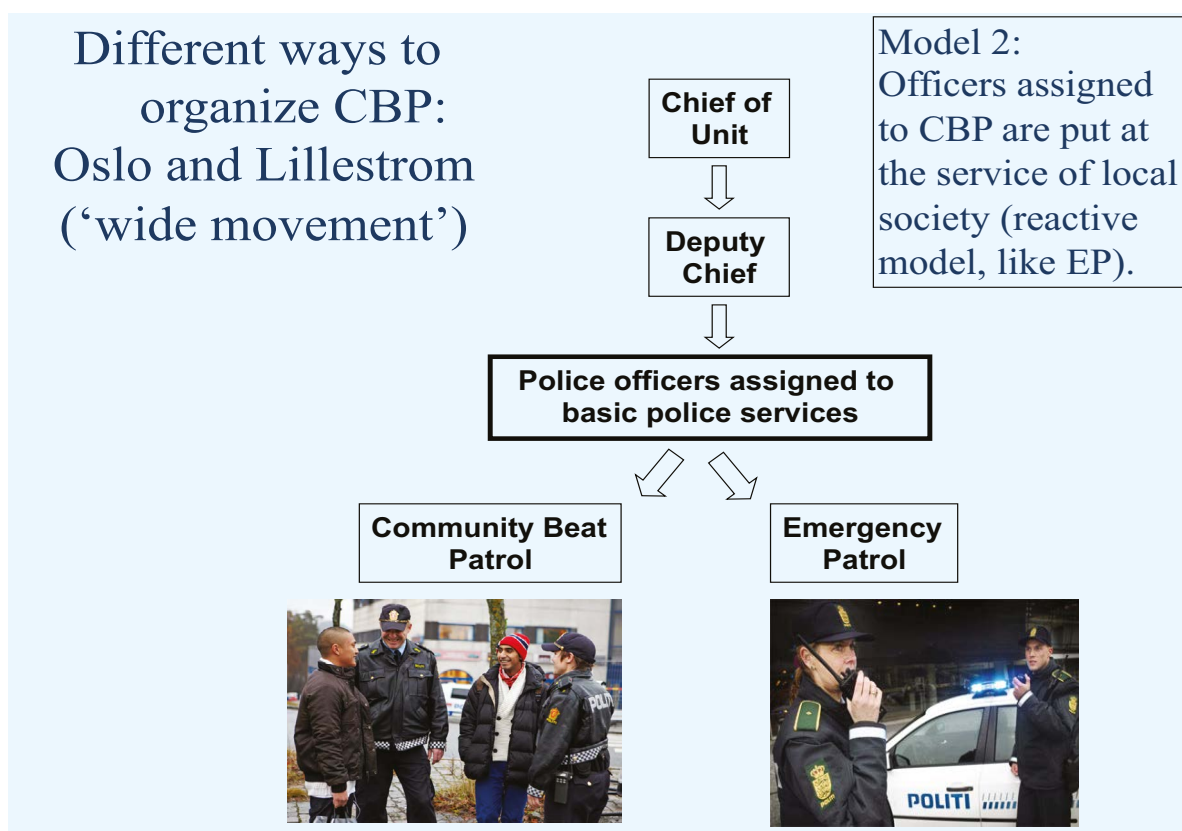 Different ways to
organize CBP:
Oslo and Lillestrom
(‘wide movement’)
Model 2:
Officers assigned
to CBP are put at
the service of local
society (reactive
model, like EP).
Chief of
Unit
Deputy
Chief
Police officers assigned to
basic police services
Community Beat
Patrol
Emergency
Patrol
POLITI
POLITI